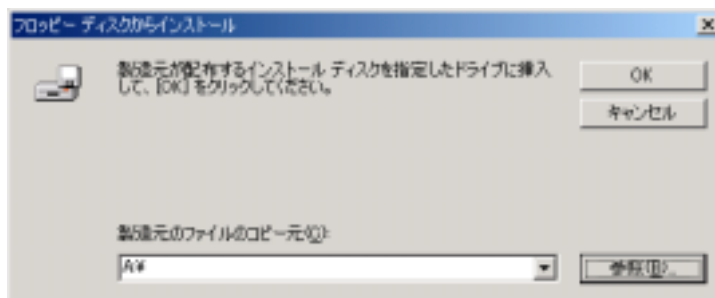 フロッピー ディスクからインストール
製造元が配布するインストール ディスクを指定したドライブに挿入
して、[OK] をクリックしてください。
OK
キャンセル
製造元のファイルのコピー元(C):
A¥
参照(B)...